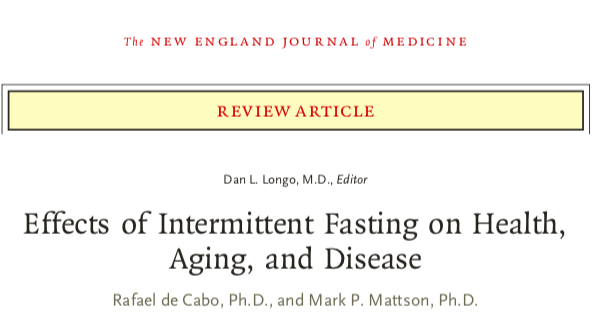 The NEW ENGLAND JOURNAL of MEDICINE
REVIEW ARTICLE
Dan L. Longo, M.D., Editor
Effects of Intermittent Fasting on Health,
Aging, and Disease
Rafael de Cabo, Ph.D., and Mark P. Mattson, Ph.D.